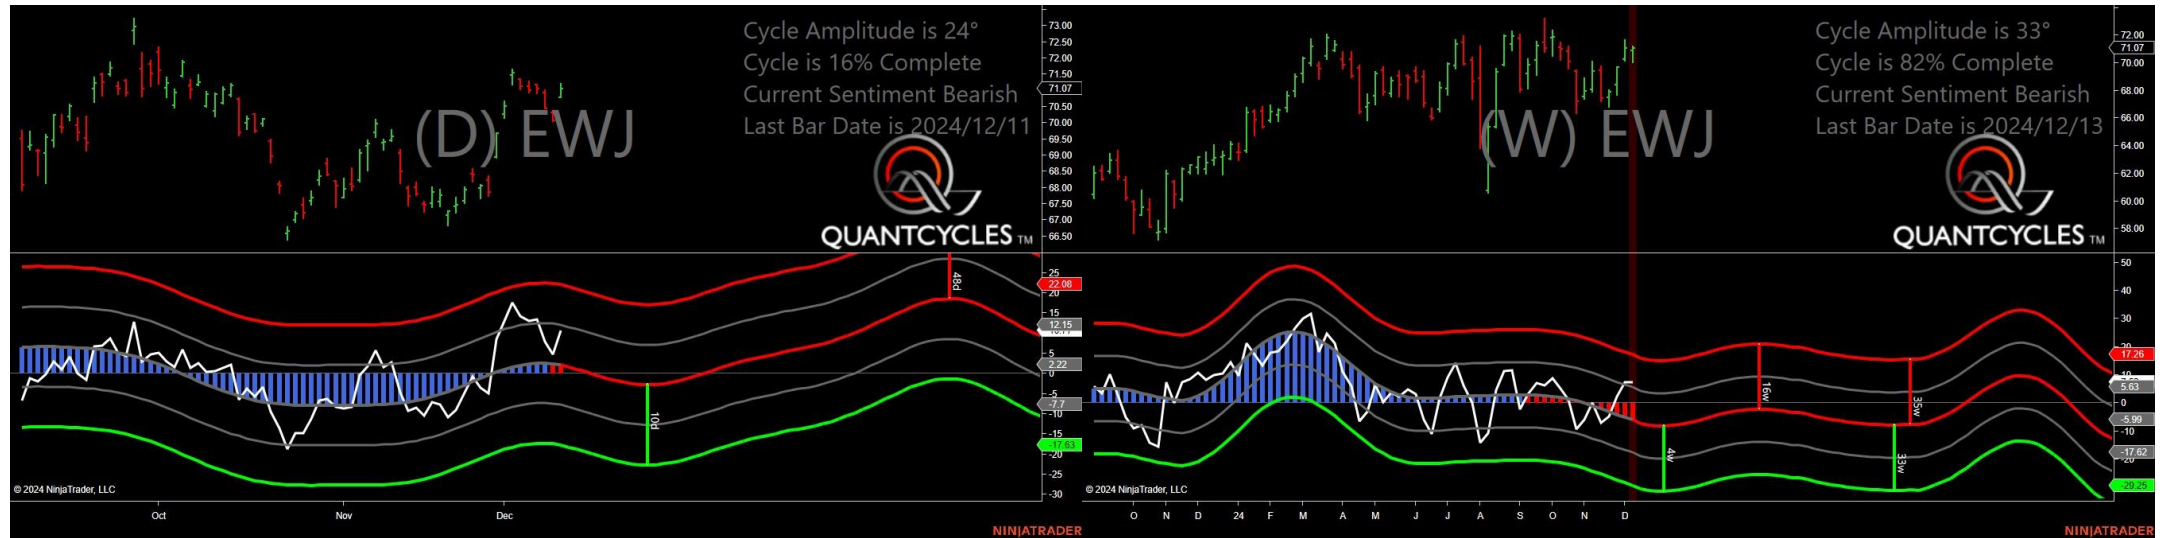 Cycle Amplitude is 24°
Cycle is 16% Complete
Current Sentiment Bearish
Last Bar Date is 2024/12/11
(D) EWJ
QUANTCYCLES TM
73.00
72.50
72.00
71.50
71.07
70.50
70.00
69.50
69.00
68.50
68.00
67.50
67.00
66.50
48d
10d
25
22.08
20
15
12.15
5
2.22
0
-5
-7.7
-10
-15
-17.63
-20
-25
-30
© 2024 NinjaTrader, LLC
Oct Nov Dec
NINJATRADER
Cycle Amplitude is 33°
Cycle is 82% Complete
Current Sentiment Bearish
Last Bar Date is 2024/12/13
(W) EWJ
QUANTCYCLES TM
72.00
71.07
70.00
68.00
66.00
64.00
62.00
60.00
58.00
16w
35w
4w
33w
50
40
30
20
17.26
5.63
0
-5.99
-10
-17.62
-29.25
© 2024 NinjaTrader, LLC
O N D 24 F M A M J J A S O N D
NINJATRADER